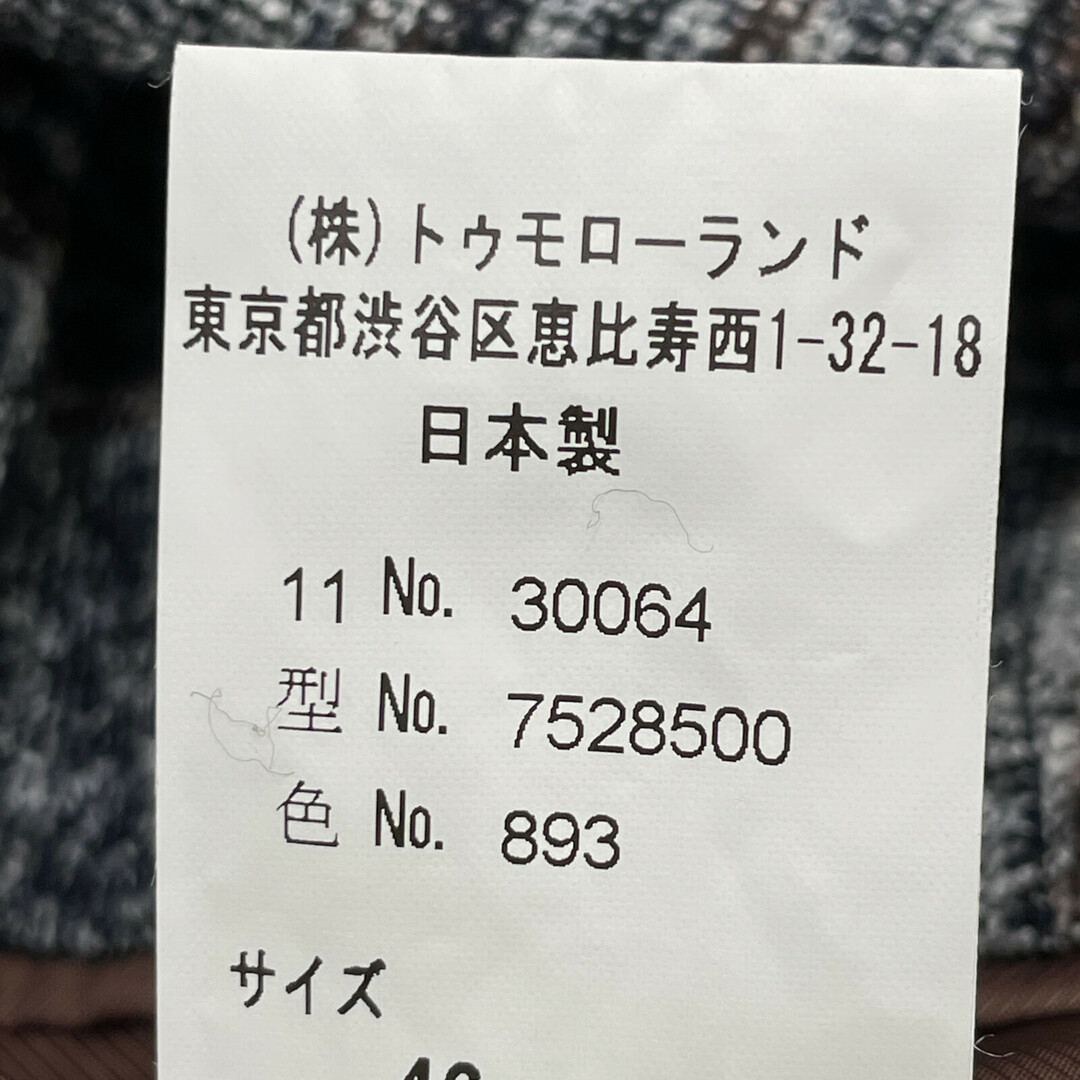 (株)トゥモローランド
東京都渋谷区恵比寿西1-32-18
日本製
11 No. 30064
型 No. 7528500
色 No. 893
サイズ